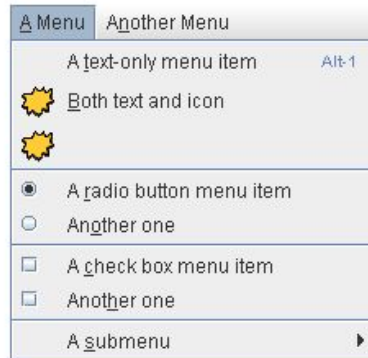 A Menu Another Menu
A text-only menu item Alt-1
Both text and icon
A radio button menu item
Another one
A check box menu item
Another one
A submenu